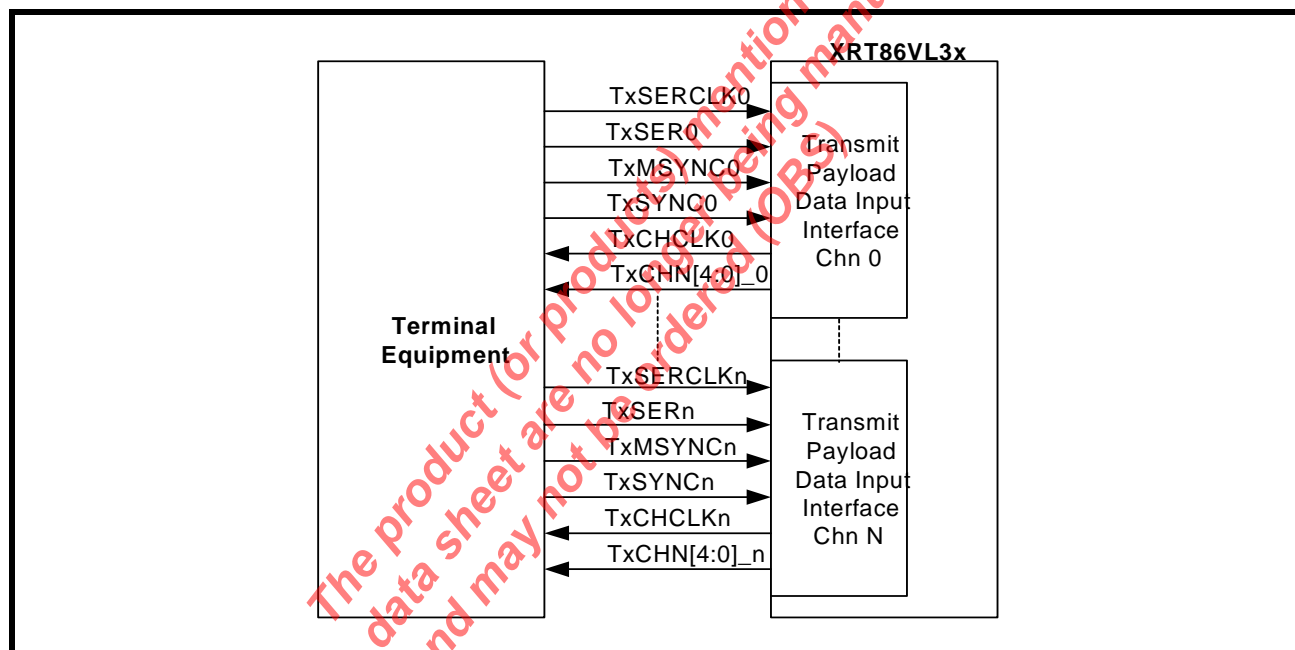 XRT86VL3x
Terminal
Equipment
TxSERCLK0
TxSER0
TxMSYNC0
TxSYNC0
TxCHCLK0
TxCHN[4:0]_0
Transmit
Payload
Data Input
Interface
Chn 0
TxSERCLKn
TxSERn
TxMSYNCn
TxSYNCn
TxCHCLKn
TxCHN[4:0]_n
Transmit
Payload
Data Input
Interface
Chn N
The product (or products) mention
data sheet are no longer being manu
nd may not be ordered (OBS)